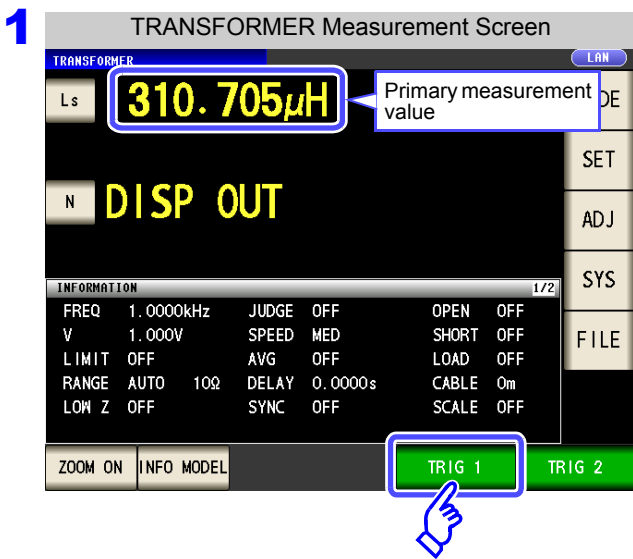 1
TRANSFORMER Measurement Screen
TRANSFORMER
LAN
Ls 310.705μH
Primary measurement
value
DE
SET
N DISP OUT
ADJ
SYS
INFORMATION 1/2
FREQ 1.0000kHz JUDGE OFF OPEN OFF
V 1.000V SPEED MED SHORT OFF
FILE
LIMIT OFF AVG OFF LOAD OFF
RANGE AUTO 10Ω DELAY 0.0000s CABLE 0m
LOW Z OFF SYNC OFF SCALE OFF
ZOOM ON INFO MODEL TRIG 1 TRIG 2